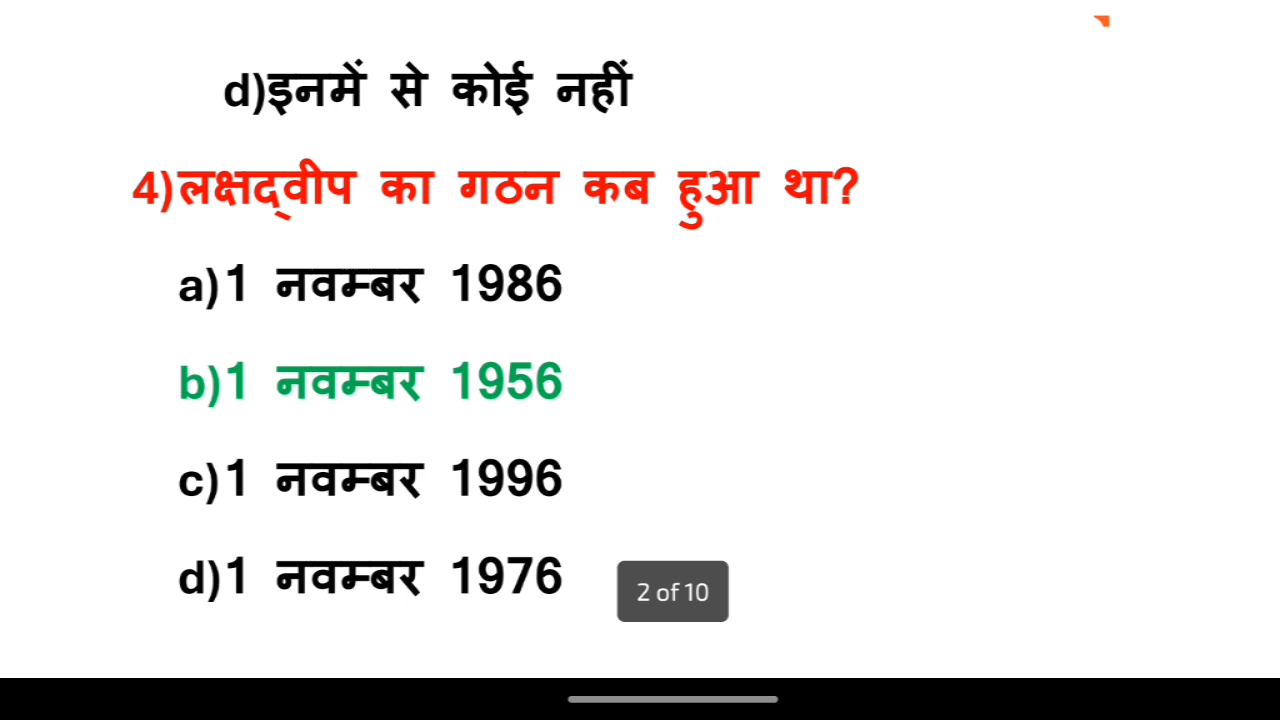 d)इनमें से कोई नहीं
4)लक्षद्वीप का गठन कब हुआ था?
a)1 नवम्बर 1986
b)1 नवम्बर 1956
c)1 नवम्बर 1996
d)1 नवम्बर 1976
2 of 10